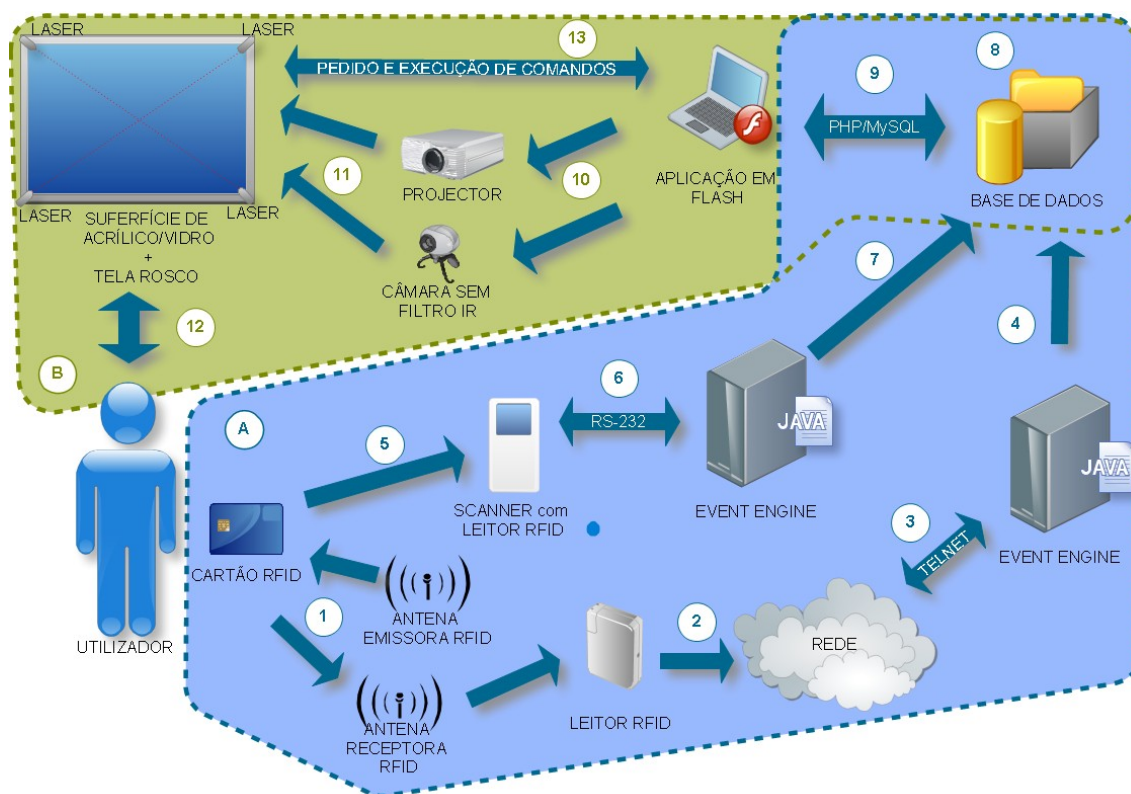 LASER
LASER
13
PEDIDO E EXECUÇÃO DE COMANDOS
8
9
PHP/MySQL
11
10
PROJECTOR
APLICAÇÃO EM
FLASH
BASE DE DADOS
LASER
LASER
SUFERFÍCIE DE
ACRÍLICO/VIDRO
+
TELA ROSCO
CÂMARA SEM
FILTRO IR
7
12
4
B
6
A
5
RS-232
JAVA
JAVA
SCANNER com
LEITOR RFID
EVENT ENGINE
3
TELNET
EVENT ENGINE
CARTÃO RFID
1
ANTENA
EMISSORA RFID
2
REDE
UTILIZADOR
LEITOR RFID
ANTENA
RECEPTORA
RFID